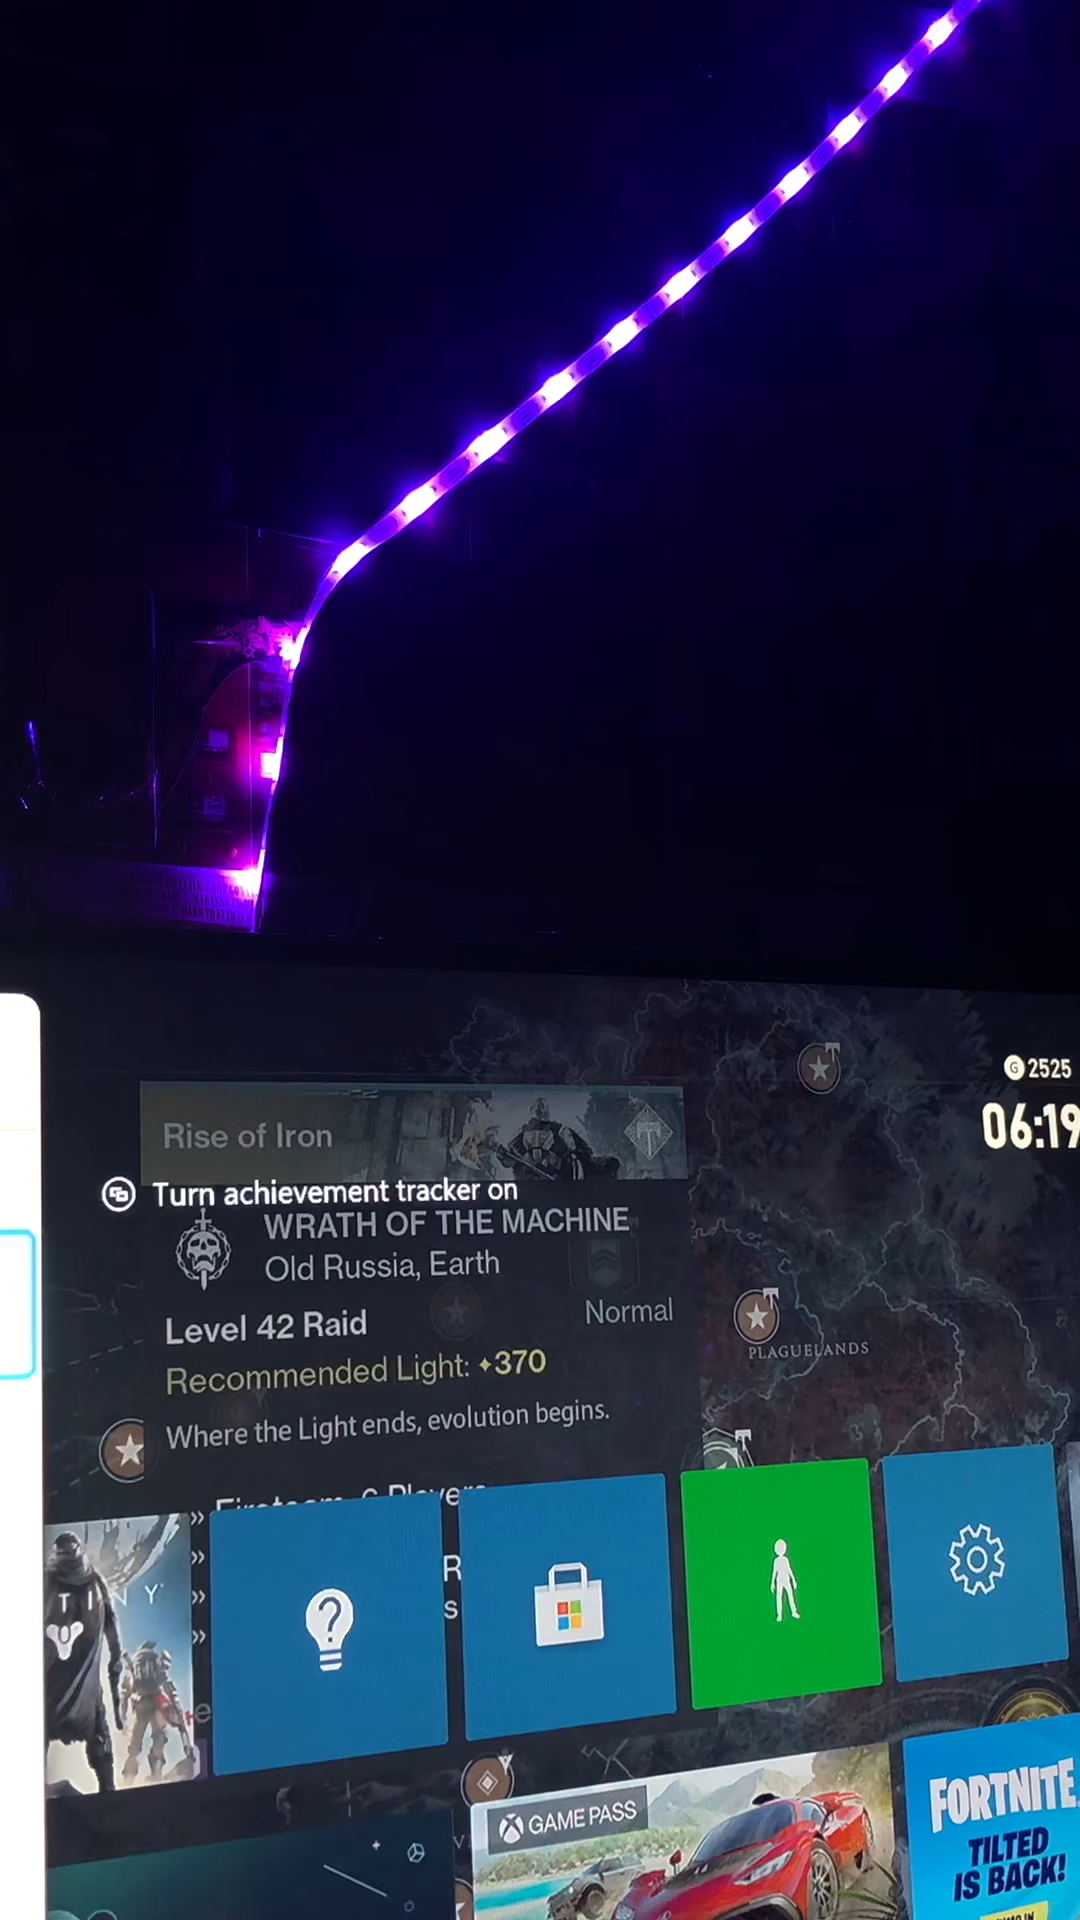 2525
06:19
Rise of Iron
Turn achievement tracker on
WRATH OF THE MACHINE
Old Russia, Earth
Level 42 Raid
Normal
Recommended Light: 370
PLAGUELANDS
Where the Light ends, evolution begins.
R
s
TINY
e
GAME PASS
FORTNITE
TILTED
IS BACK!